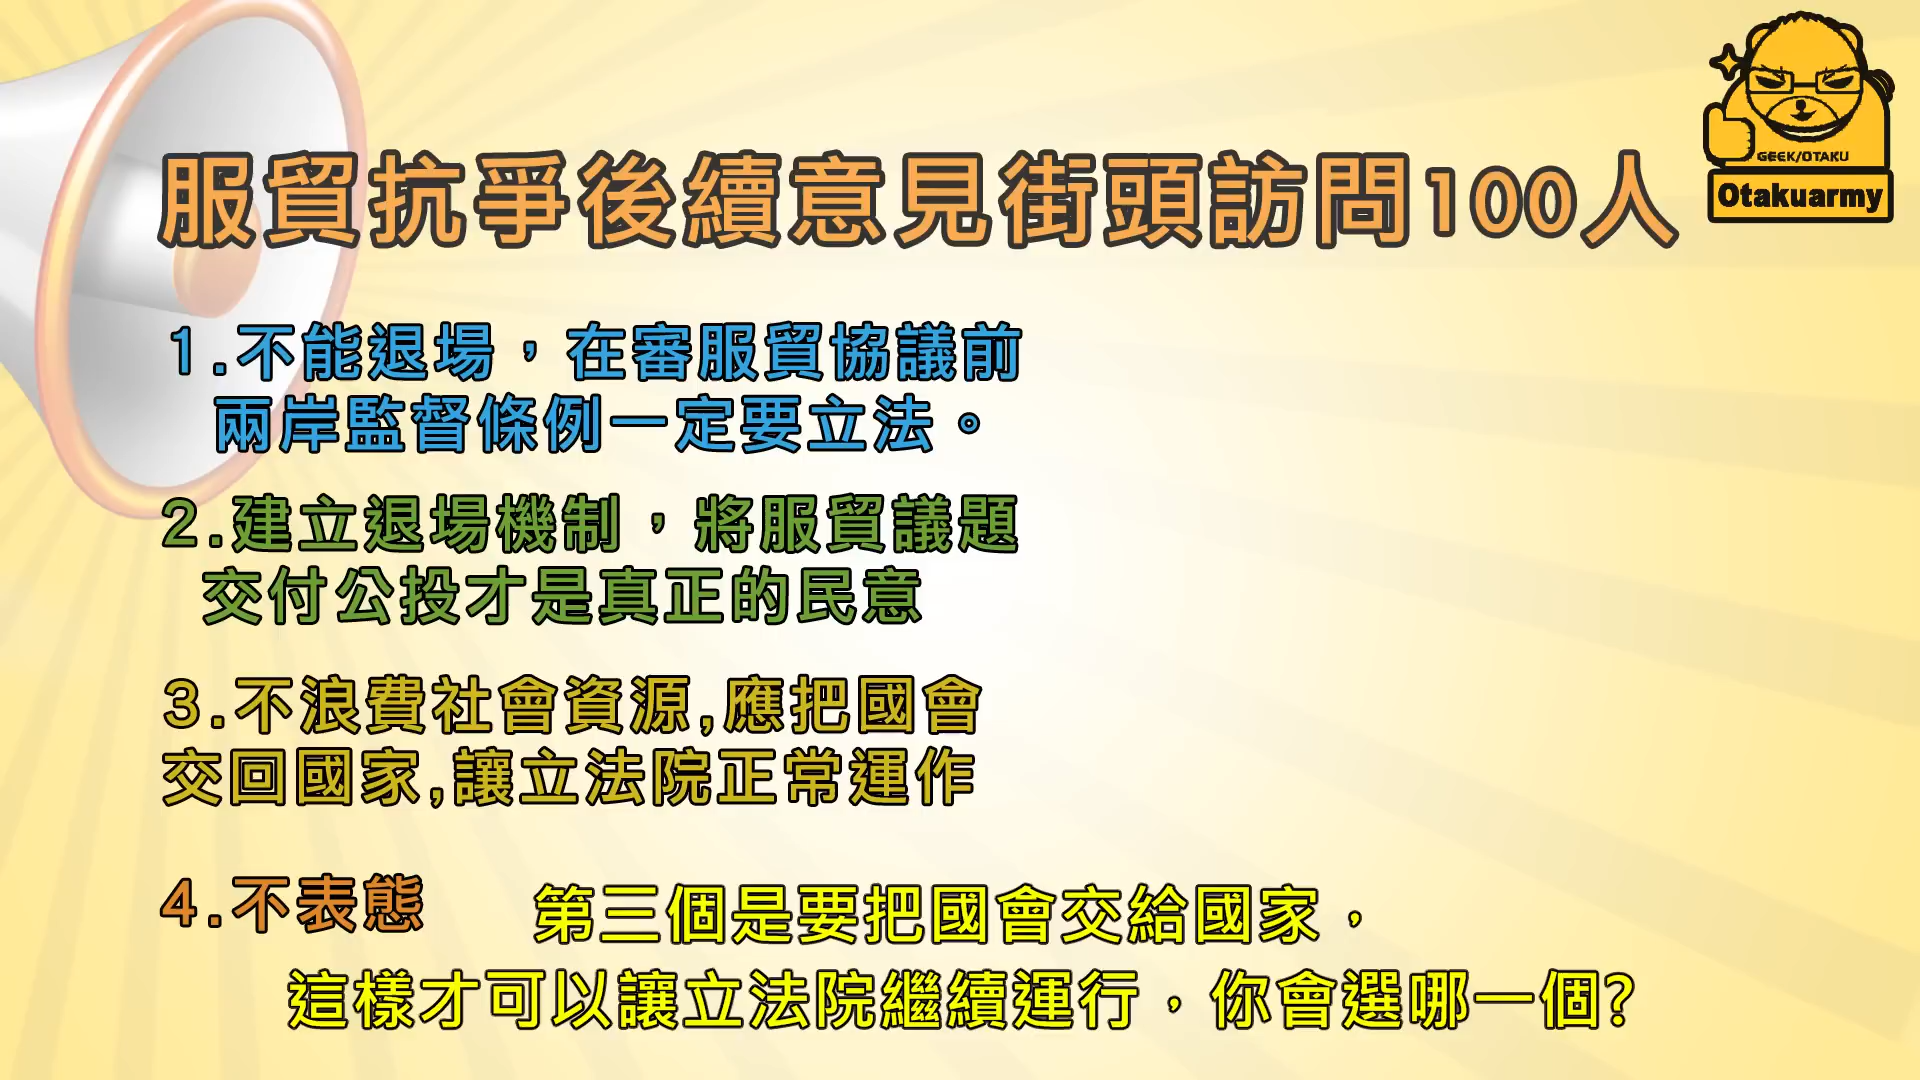 服貿抗爭後續意見街頭訪問100人
GEEK/OTAKU
Otakuarmy
1.不能退場，在審服貿協議前
兩岸監督條例一定要立法。
2.建立退場機制，將服貿議題
交付公投才是真正的民意
3.不浪費社會資源,應把國會
交回國家,讓立法院正常運作
4.不表態
第三個是要把國會交給國家，
這樣才可以讓立法院繼續運行，你會選哪一個?